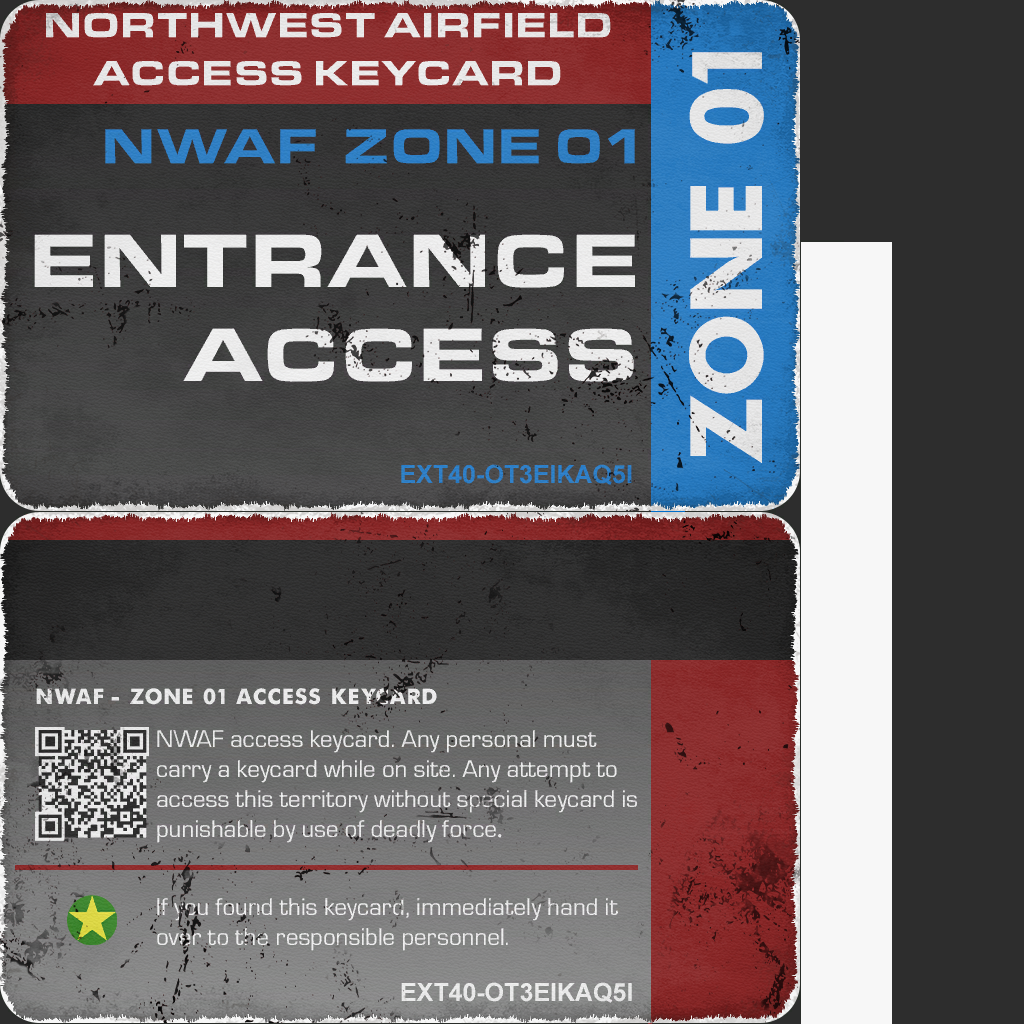 NORTHWEST AIRFIELD
ACCESS KEYCARD
NWAF ZONE 01
ENTRANCE
ACCESS
EXT40-OT3EIKAQ5I
ZONE 01
NWAF - ZONE 01 ACCESS KEYCARD
NWAF access keycard. Any personal must
carry a keycard while on site. Any attempt to
access this territory without special keycard is
punishable by use of deadly force.
If you found this keycard, immediately hand it
over to the responsible personnel.
EXT40-OT3EIKAQ5I